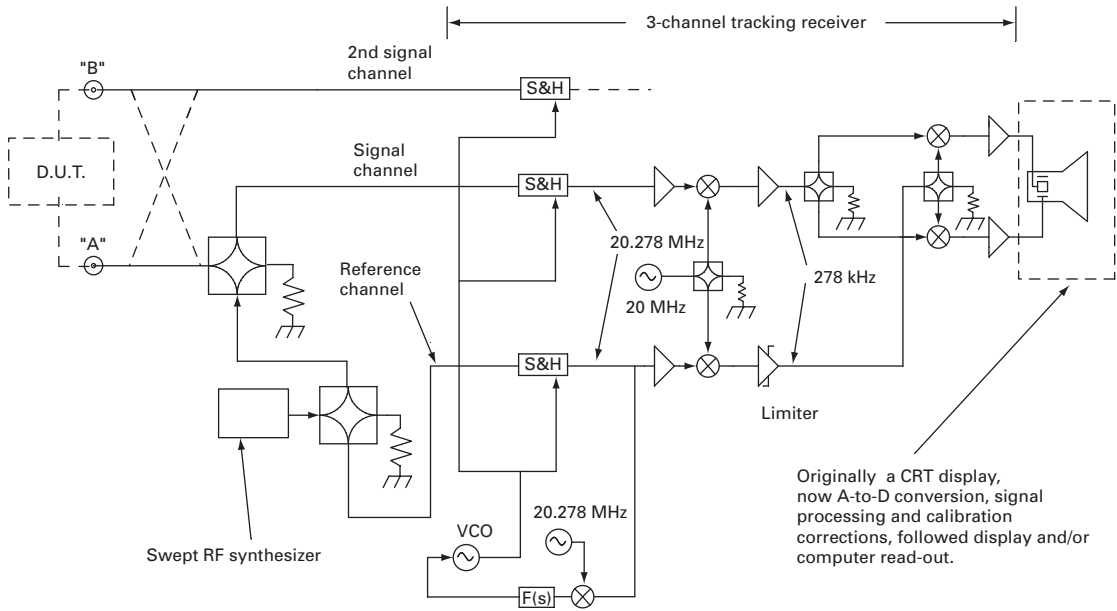 3-channel tracking receiver
2nd signal
channel
"B"
S&H
D.U.T.
Signal
channel
S&H
"A"
20.278 MHz
Reference
channel
20 MHz
278 kHz
S&H
Limiter
Originally a CRT display,
now A-to-D conversion, signal
processing and calibration
corrections, followed display and/or
computer read-out.
20.278 MHz
VCO
Swept RF synthesizer
F(s)